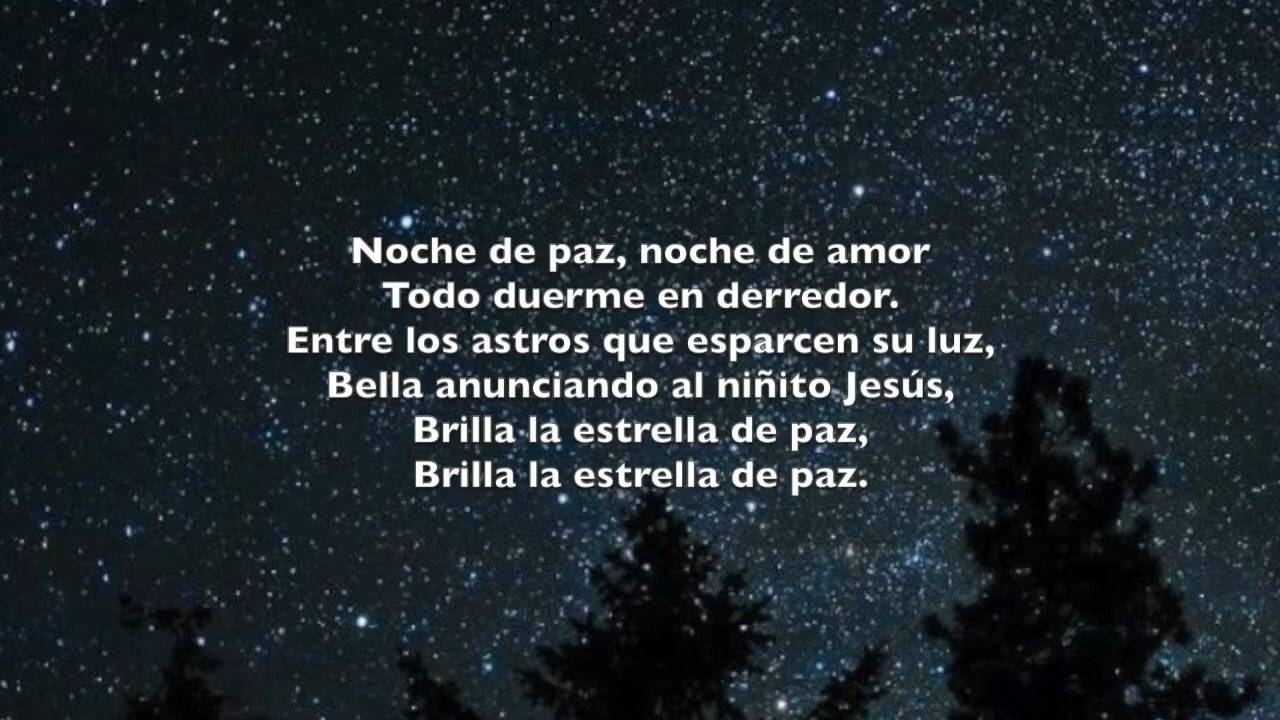 Noche de paz, noche de amor
Todo duerme en derredor.
Entre los astros que esparcen su luz,
Bella anunciando al niñito Jesús,
Brilla la estrella de paz,
Brilla la estrella de paz.